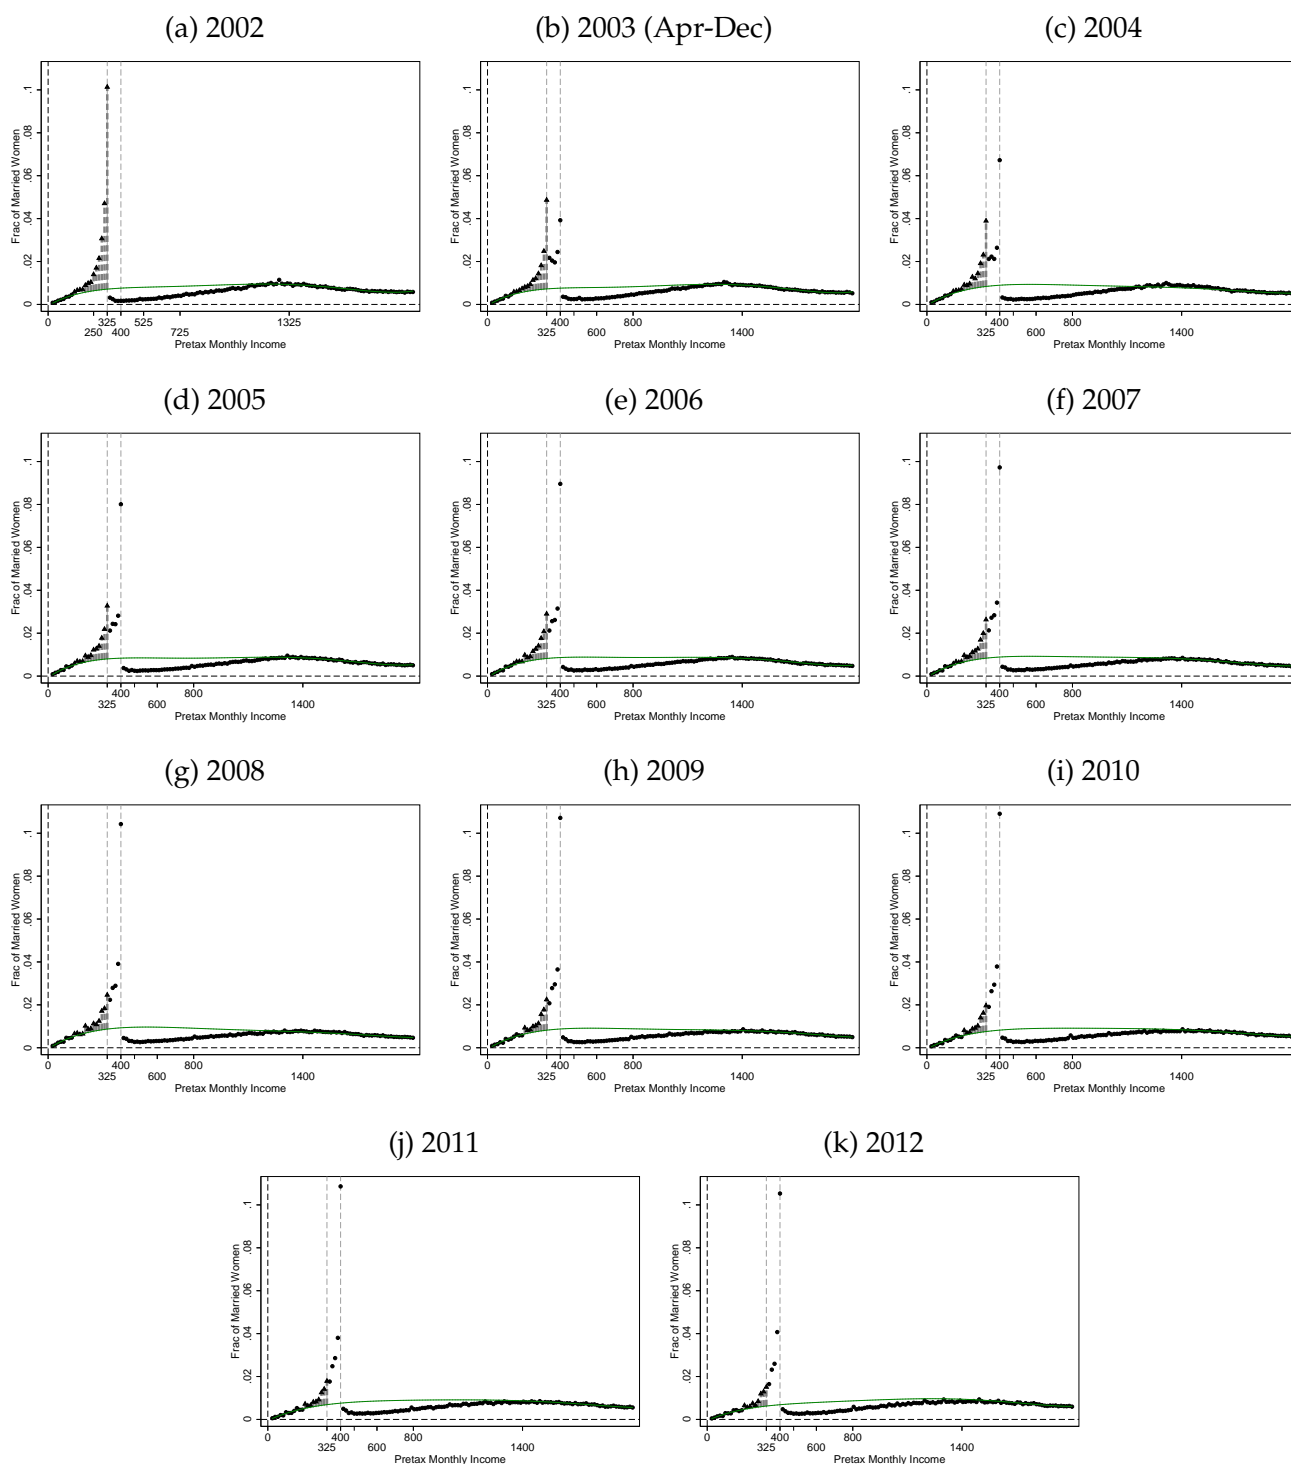 (a) 2002
(b) 2003 (Apr-Dec)
(c) 2004
Frac of Married Women
0 .02 .04 .06 .08 .1
0 325 525 1325
250 400 725
Pretax Monthly Income
Frac of Married Women
0 .02 .04 .06 .08 .1
0 400 600 800 1400
325
Pretax Monthly Income
Frac of Married Women
0 .02 .04 .06 .08 .1
0 400 600 800 1400
325
Pretax Monthly Income
(d) 2005
(e) 2006
(f) 2007
Frac of Married Women
0 .02 .04 .06 .08 .1
0 400 800 1400
325 600
Pretax Monthly Income
Frac of Married Women
0 .02 .04 .06 .08 .1
0 400 800 1400
325 600
Pretax Monthly Income
Frac of Married Women
0 .02 .04 .06 .08 .1
0 400 800 1400
325 600
Pretax Monthly Income
(g) 2008
(h) 2009
(i) 2010
Frac of Married Women
0 .02 .04 .06 .08 .1
0 400 800 1400
325 600
Pretax Monthly Income
Frac of Married Women
0 .02 .04 .06 .08 .1
0 400 800 1400
325 600
Pretax Monthly Income
Frac of Married Women
0 .02 .04 .06 .08 .1
0 400 800 1400
325 600
Pretax Monthly Income
(j) 2011
(k) 2012
Frac of Married Women
0 .02 .04 .06 .08 .1
0 400 800 1400
325 600
Pretax Monthly Income
Frac of Married Women
0 .02 .04 .06 .08 .1
0 400 800 1400
325 600
Pretax Monthly Income